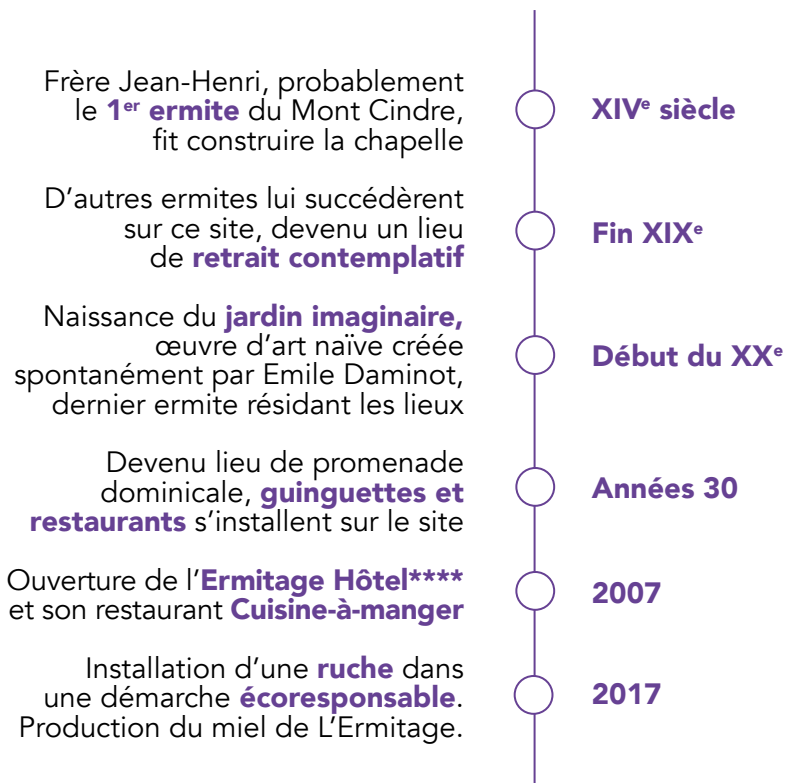 Frère Jean-Henri, probablement
le 1er ermite du Mont Cindre,
fit construire la chapelle
XIVe siècle
D’autres ermites lui succédèrent
sur ce site, devenu un lieu
de retrait contemplatif
Fin XIXe
Naissance du jardin imaginaire,
œuvre d’art naïve créée
spontanément par Emile Daminot,
dernier ermite résidant les lieux
Début du XXe
Devenu lieu de promenade
dominicale, guinguettes et
restaurants s’installent sur le site
Années 30
Ouverture de l’Ermitage Hôtel****
et son restaurant Cuisine-à-manger
2007
Installation d’une ruche dans
une démarche écoresponsable.
Production du miel de L’Ermitage.
2017